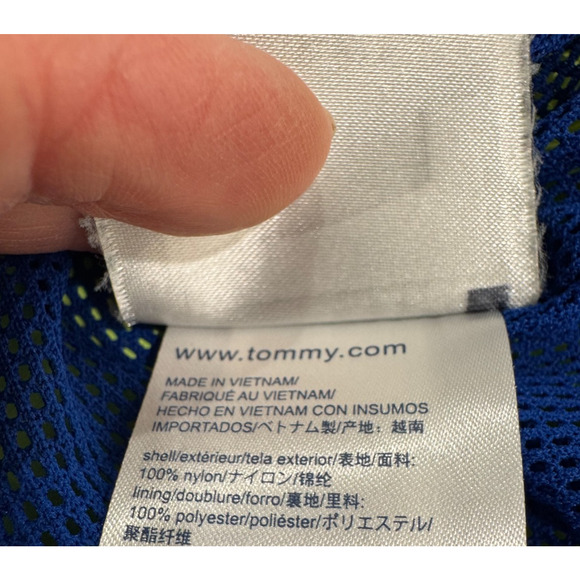 www.tommy.com
MADE IN VIETNAM/
FABRIQUÉ AU VIETNAM/
HECHO EN VIETNAM CON INSUMOS
IMPORTADOS/ベトナム製/产地：越南
shell/extérieur/tela exterior/表地/面料:
100% nylon/ナイロン/锦纶
lining/doublure/forro/裏地/里料:
100% polyester/poliéster/ポリエステル/
聚酯纤维